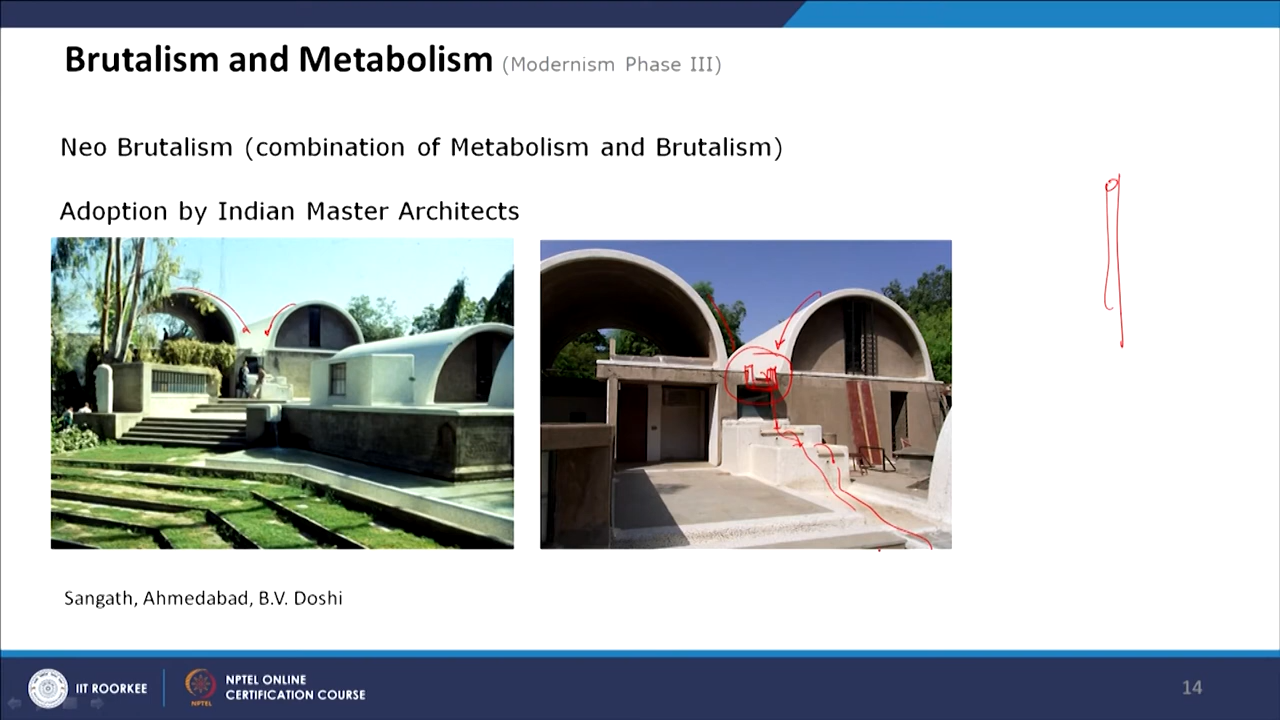 Brutalism and Metabolism (Modernism Phase III)
Neo Brutalism (combination of Metabolism and Brutalism)
Adoption by Indian Master Architects
Sangath, Ahmedabad, B.V. Doshi
IIT ROORKEE
NPTEL ONLINE
CERTIFICATION COURSE
NPTEL
14